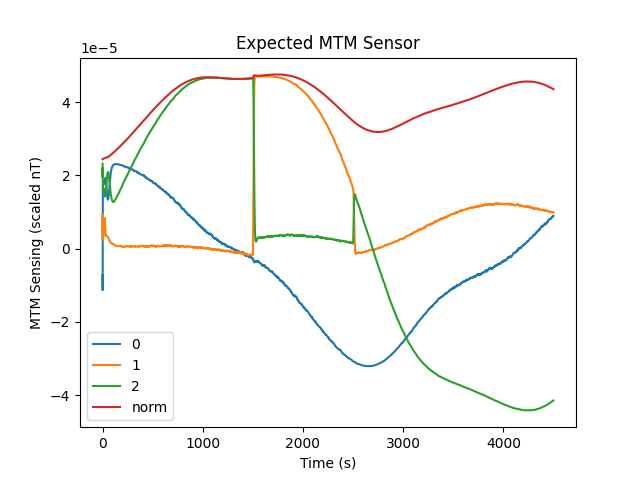 Expected MTM Sensor
1e−5
4
2
0
−2
−4
MTM Sensing (scaled nT)
0
1
2
norm
0 1000 2000 3000 4000
Time (s)